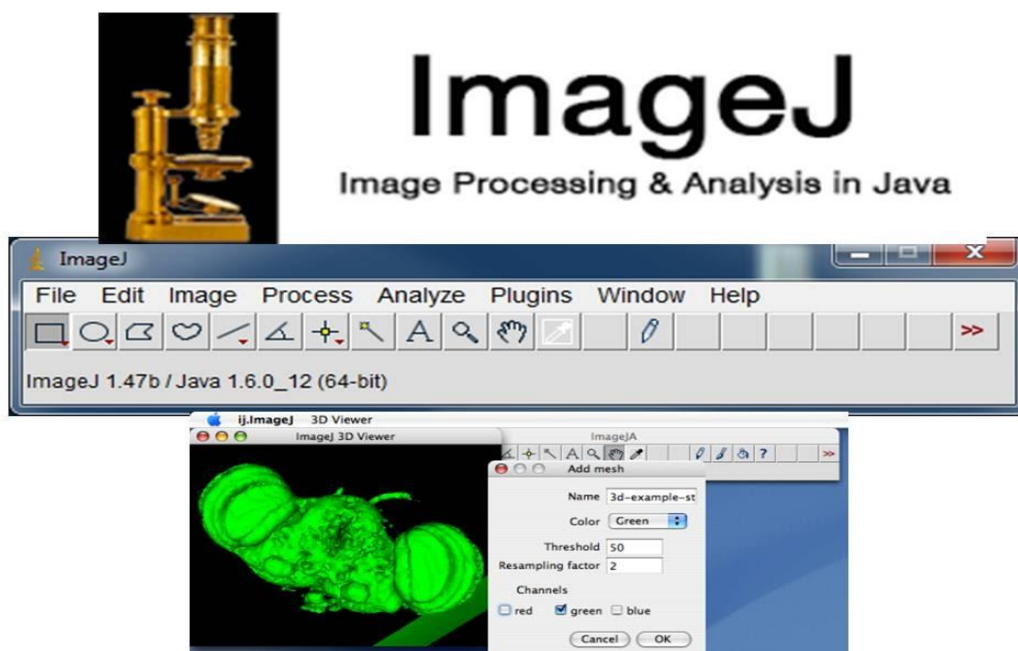 ImageJ
Image Processing & Analysis in Java
ImageJ
File Edit Image Process Analyze Plugins Window Help
A
>>
ImageJ 1.47b / Java 1.6.0_12 (64-bit)
ij.ImageJ 3D Viewer
ImageJ 3D Viewer
ImageJA
A ? >>
Add mesh
Name 3d-example-st
Color Green
Threshold 50
Resampling factor 2
Channels
red green blue
Cancel OK